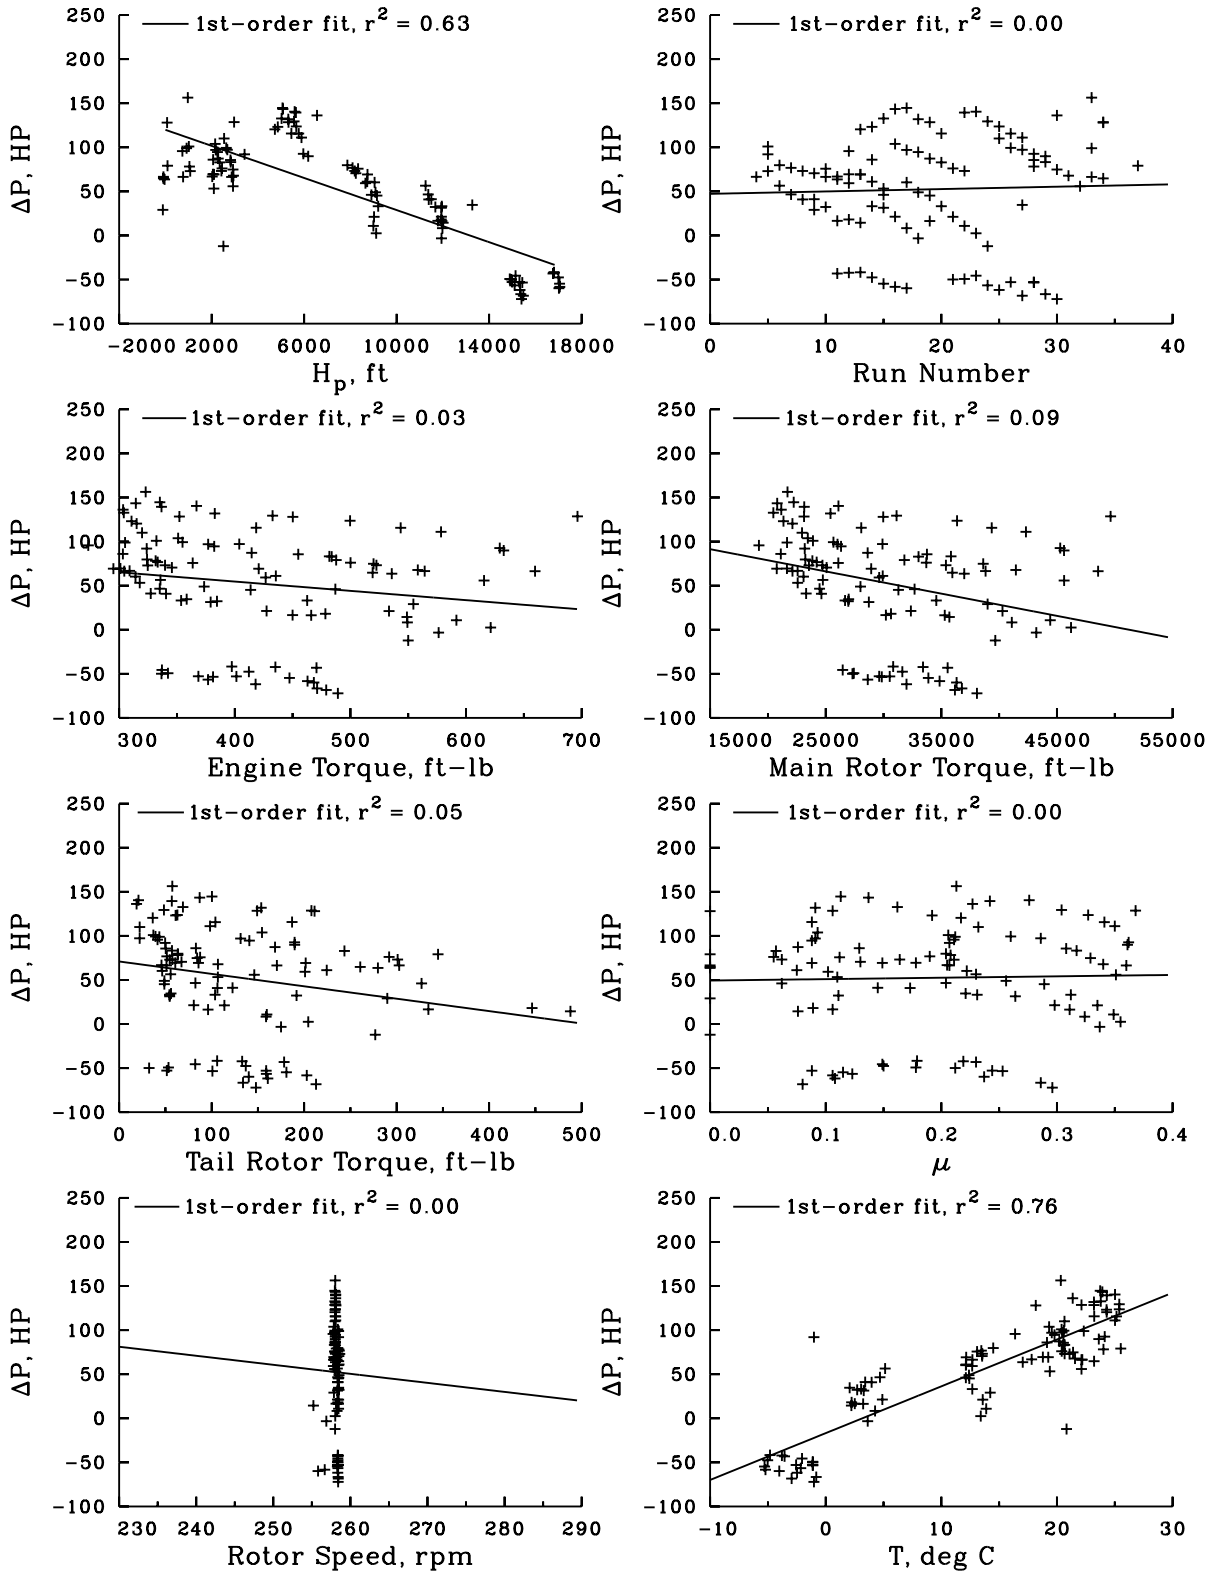 1st-order fit, r² = 0.63
250
200
150
100
50
0
-50
-100
ΔP, HP
-2000 2000 6000 10000 14000 18000
Hp, ft
1st-order fit, r² = 0.00
250
200
150
100
50
0
-50
-100
ΔP, HP
0 10 20 30 40
Run Number
1st-order fit, r² = 0.03
250
200
150
100
50
0
-50
-100
ΔP, HP
300 400 500 600 700
Engine Torque, ft-lb
1st-order fit, r² = 0.09
250
200
150
100
50
0
-50
-100
ΔP, HP
15000 25000 35000 45000 55000
Main Rotor Torque, ft-lb
1st-order fit, r² = 0.05
250
200
150
100
50
0
-50
-100
ΔP, HP
0 100 200 300 400 500
Tail Rotor Torque, ft-lb
1st-order fit, r² = 0.00
250
200
150
100
50
0
-50
-100
ΔP, HP
0.0 0.1 0.2 0.3 0.4
μ
1st-order fit, r² = 0.00
250
200
150
100
50
0
-50
-100
ΔP, HP
230 240 250 260 270 280 290
Rotor Speed, rpm
1st-order fit, r² = 0.76
250
200
150
100
50
0
-50
-100
ΔP, HP
-10 0 10 20 30
T, deg C